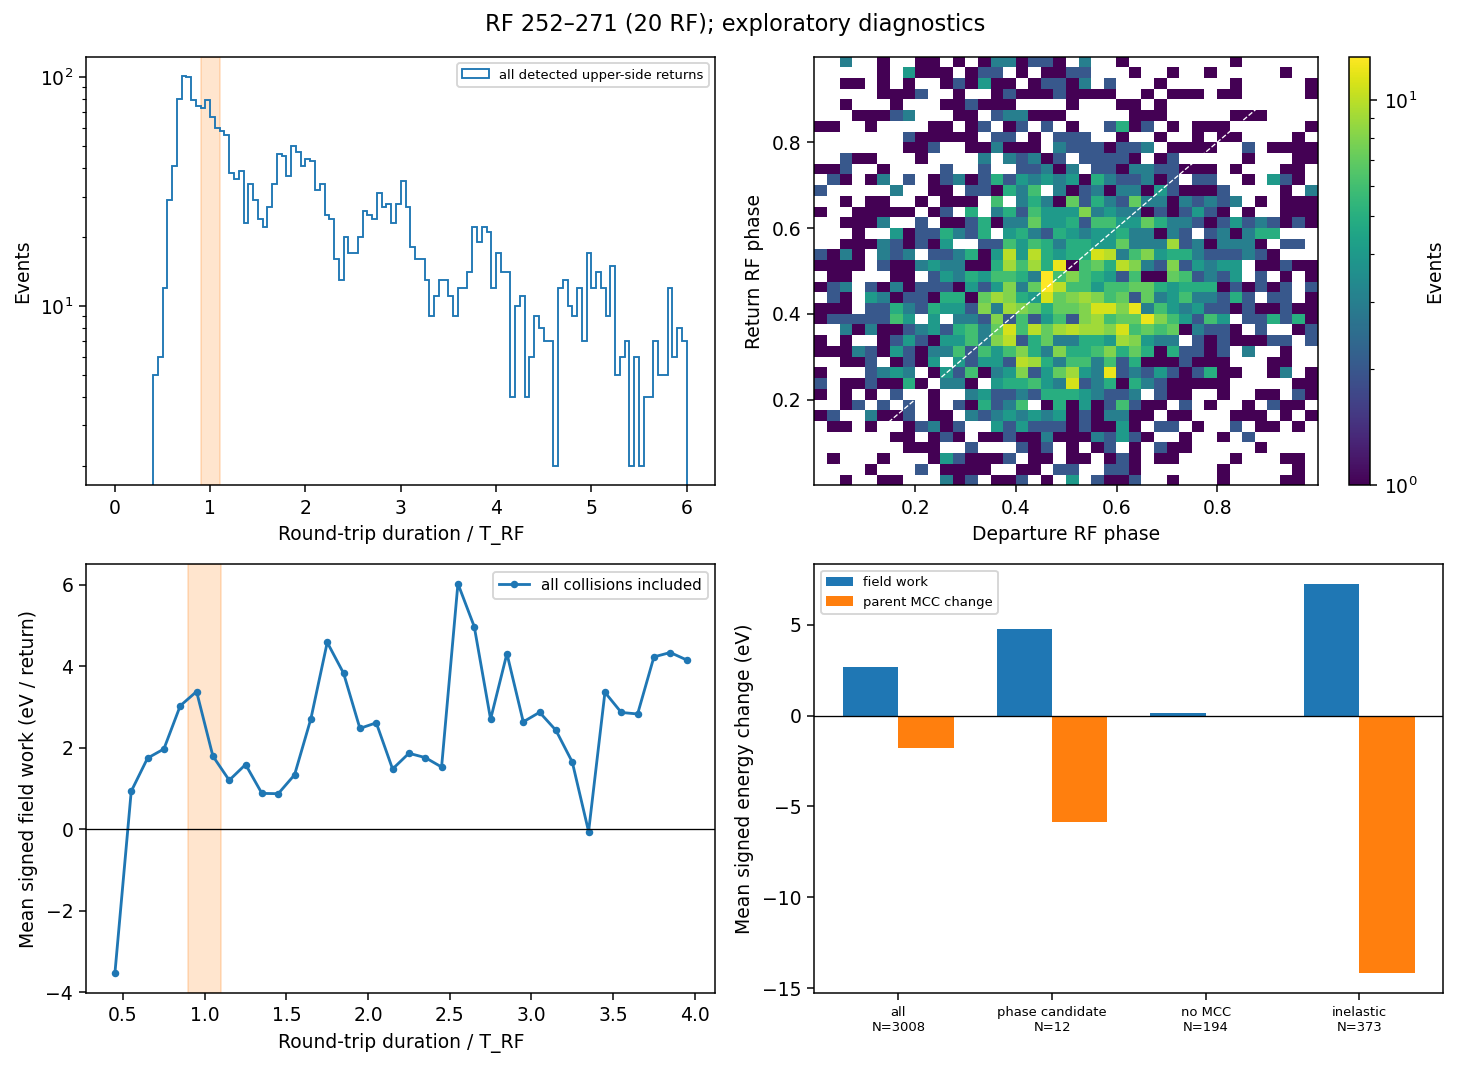 RF 252–271 (20 RF); exploratory diagnostics
all detected upper-side returns
Events
10²
10¹
0 1 2 3 4 5 6
Round-trip duration / T_RF
Return RF phase
0.8
0.6
0.4
0.2
0.2 0.4 0.6 0.8
Departure RF phase
10¹
10⁰
Events
all collisions included
Mean signed field work (eV / return)
6
4
2
0
−2
−4
0.5 1.0 1.5 2.0 2.5 3.0 3.5 4.0
Round-trip duration / T_RF
field work
parent MCC change
Mean signed energy change (eV)
5
0
−5
−10
−15
all phase candidate no MCC inelastic
N=3008 N=12 N=194 N=373